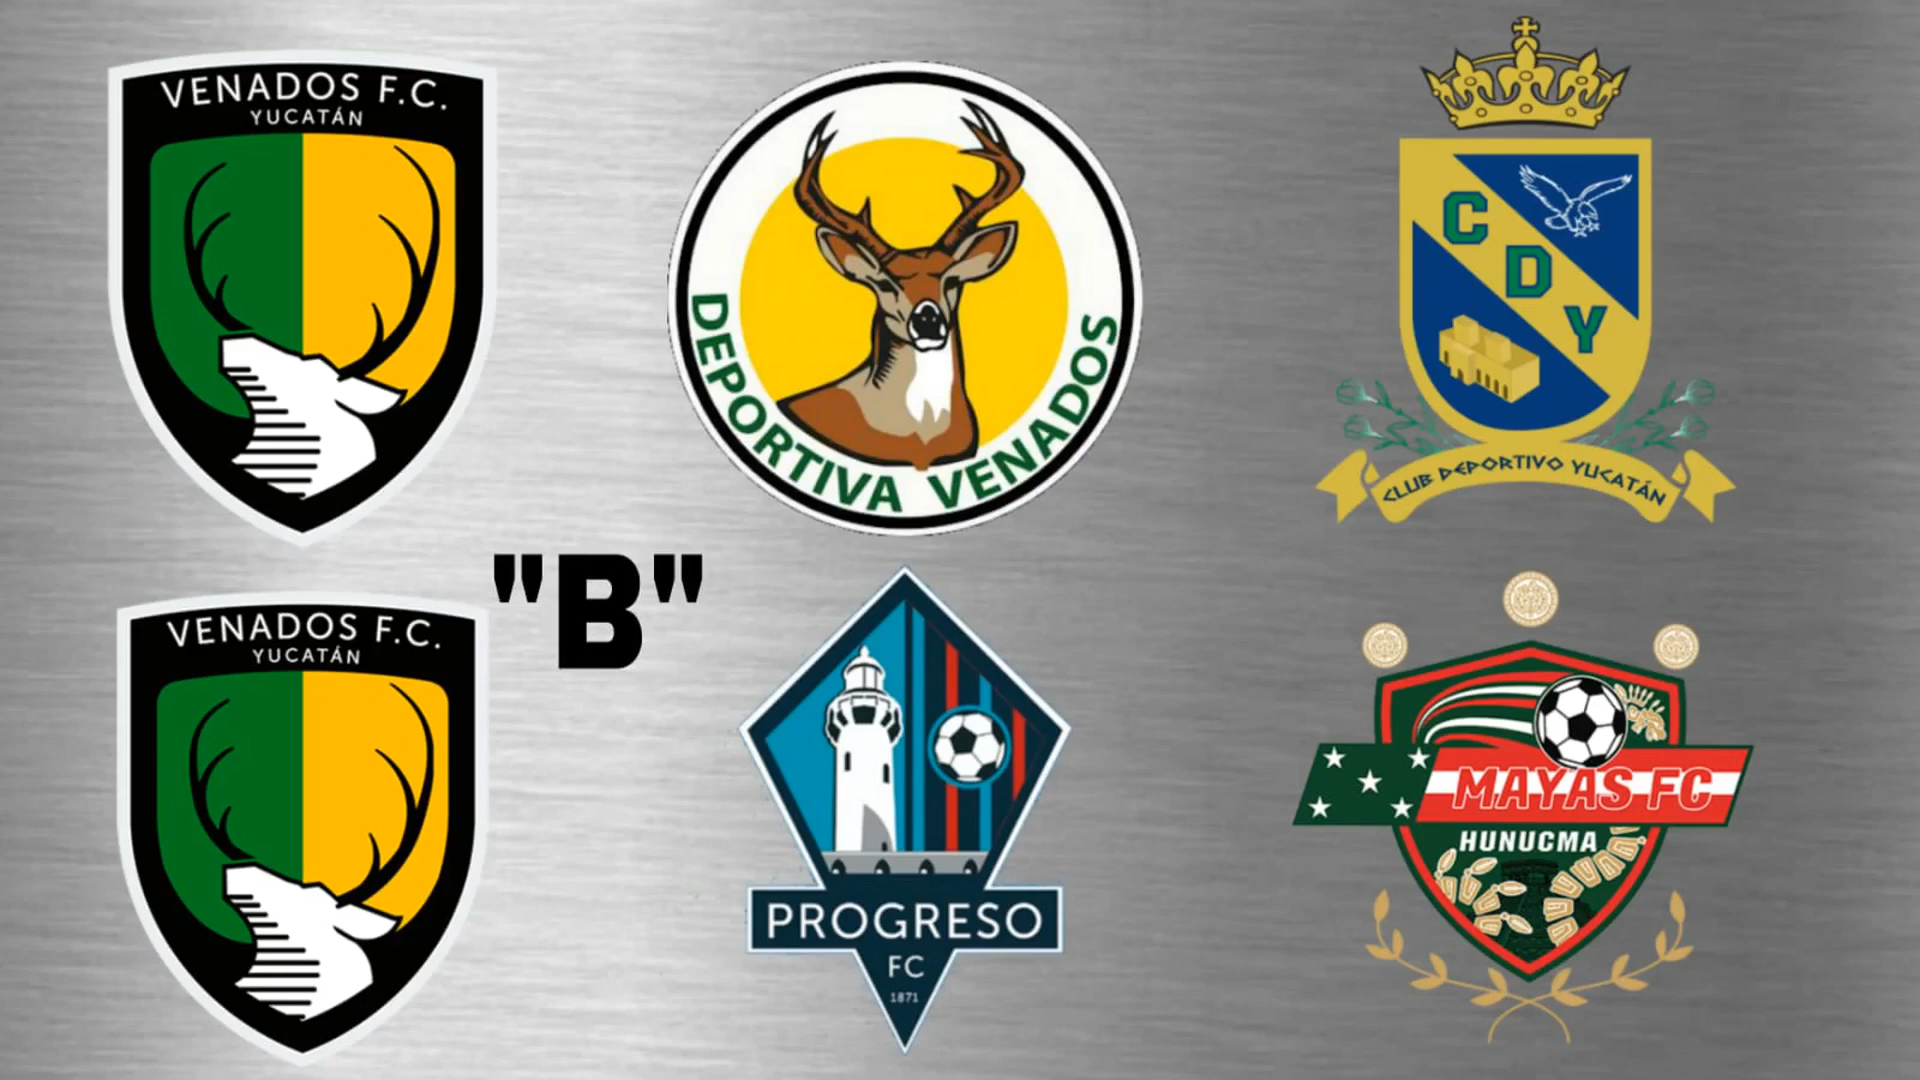 VENADOS F.C.
YUCATÁN
DEPORTIVA VENADOS
C
D
Y
CLUB DEPORTIVO YUCATÁN
"B"
VENADOS F.C.
YUCATÁN
PROGRESO
FC
1871
MAYAS FC
HUNUCMA